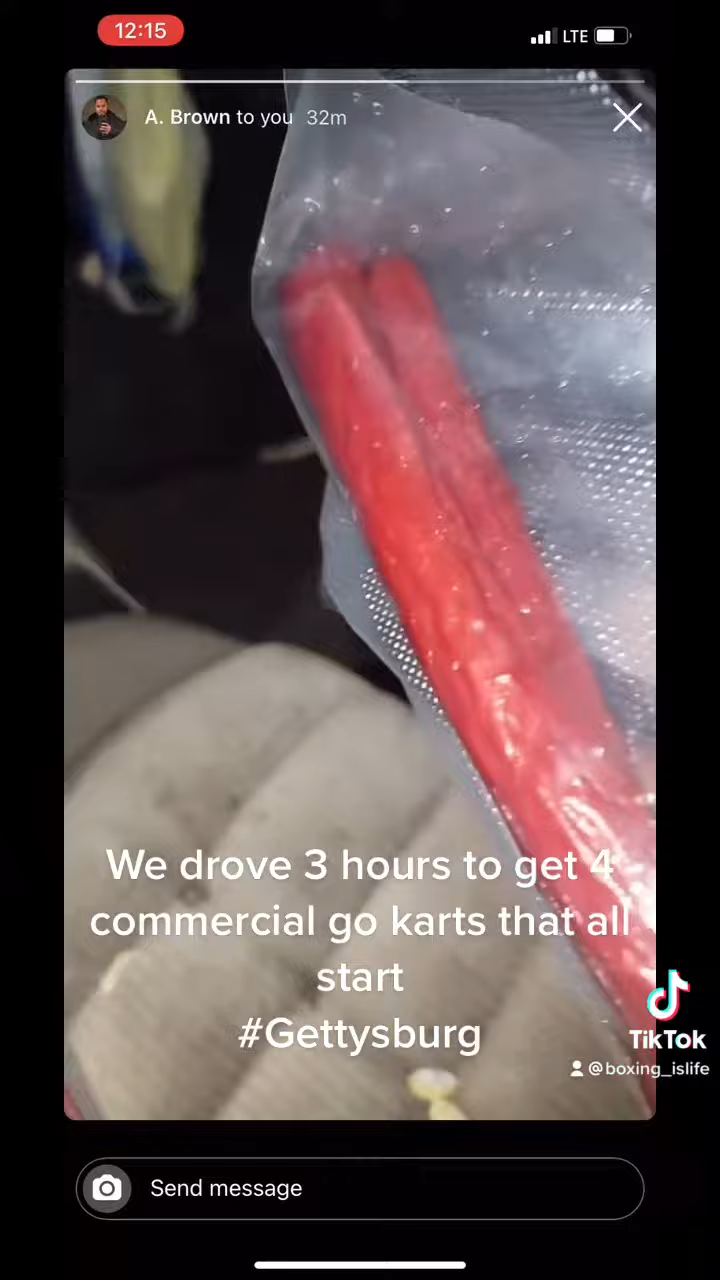 12:15
LTE
A. Brown to you 32m
We drove 3 hours to get 4
commercial go karts that all
start
#Gettysburg
TikTok
@boxing_islife
Send message